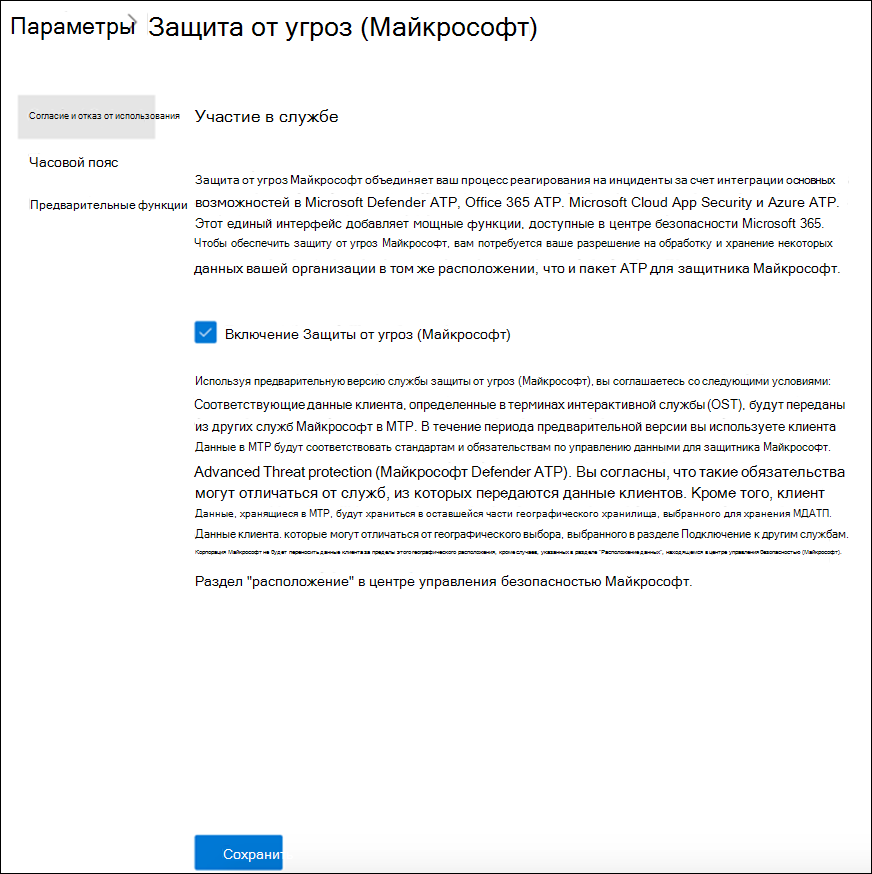 Параметры > Защита от угроз (Майкрософт)
Согласие и отказ от использования
Часовой пояс
Предварительные функции
Участие в службе
Защита от угроз Майкрософт объединяет ваш процесс реагирования на инциденты за счет интеграции основных
возможностей в Microsoft Defender ATP, Office 365 ATP. Microsoft Cloud App Security и Azure ATP.
Этот единый интерфейс добавляет мощные функции, доступные в центре безопасности Microsoft 365.
Чтобы обеспечить защиту от угроз Майкрософт, вам потребуется ваше разрешение на обработку и хранение некоторых
данных вашей организации в том же расположении, что и пакет ATP для защитника Майкрософт.
Включение Защиты от угроз (Майкрософт)
Используя предварительную версию службы защиты от угроз (Майкрософт), вы соглашаетесь со следующими условиями:
Соответствующие данные клиента, определенные в терминах интерактивной службы (OST), будут переданы
из других служб Майкрософт в MTP. В течение периода предварительной версии вы используете клиента
Данные в MTP будут соответствовать стандартам и обязательствам по управлению данными для защитника Майкрософт.
Advanced Threat protection (Майкрософт Defender ATP). Вы согласны, что такие обязательства
могут отличаться от служб, из которых передаются данные клиентов. Кроме того, клиент
Данные, хранящиеся в MTP, будут храниться в оставшейся части географического хранилища, выбранного для хранения МДАТП.
Данные клиента. которые могут отличаться от географического выбора, выбранного в разделе Подключение к другим службам.
Корпорация Майкрософт не будет переносить данные клиента за пределы этого географического расположения, кроме случаев, указанных в разделе "Расположение данных", находящемся в центре управления безопасностью (Майкрософт).
Раздел "расположение" в центре управления безопасностью Майкрософт.
Сохранит